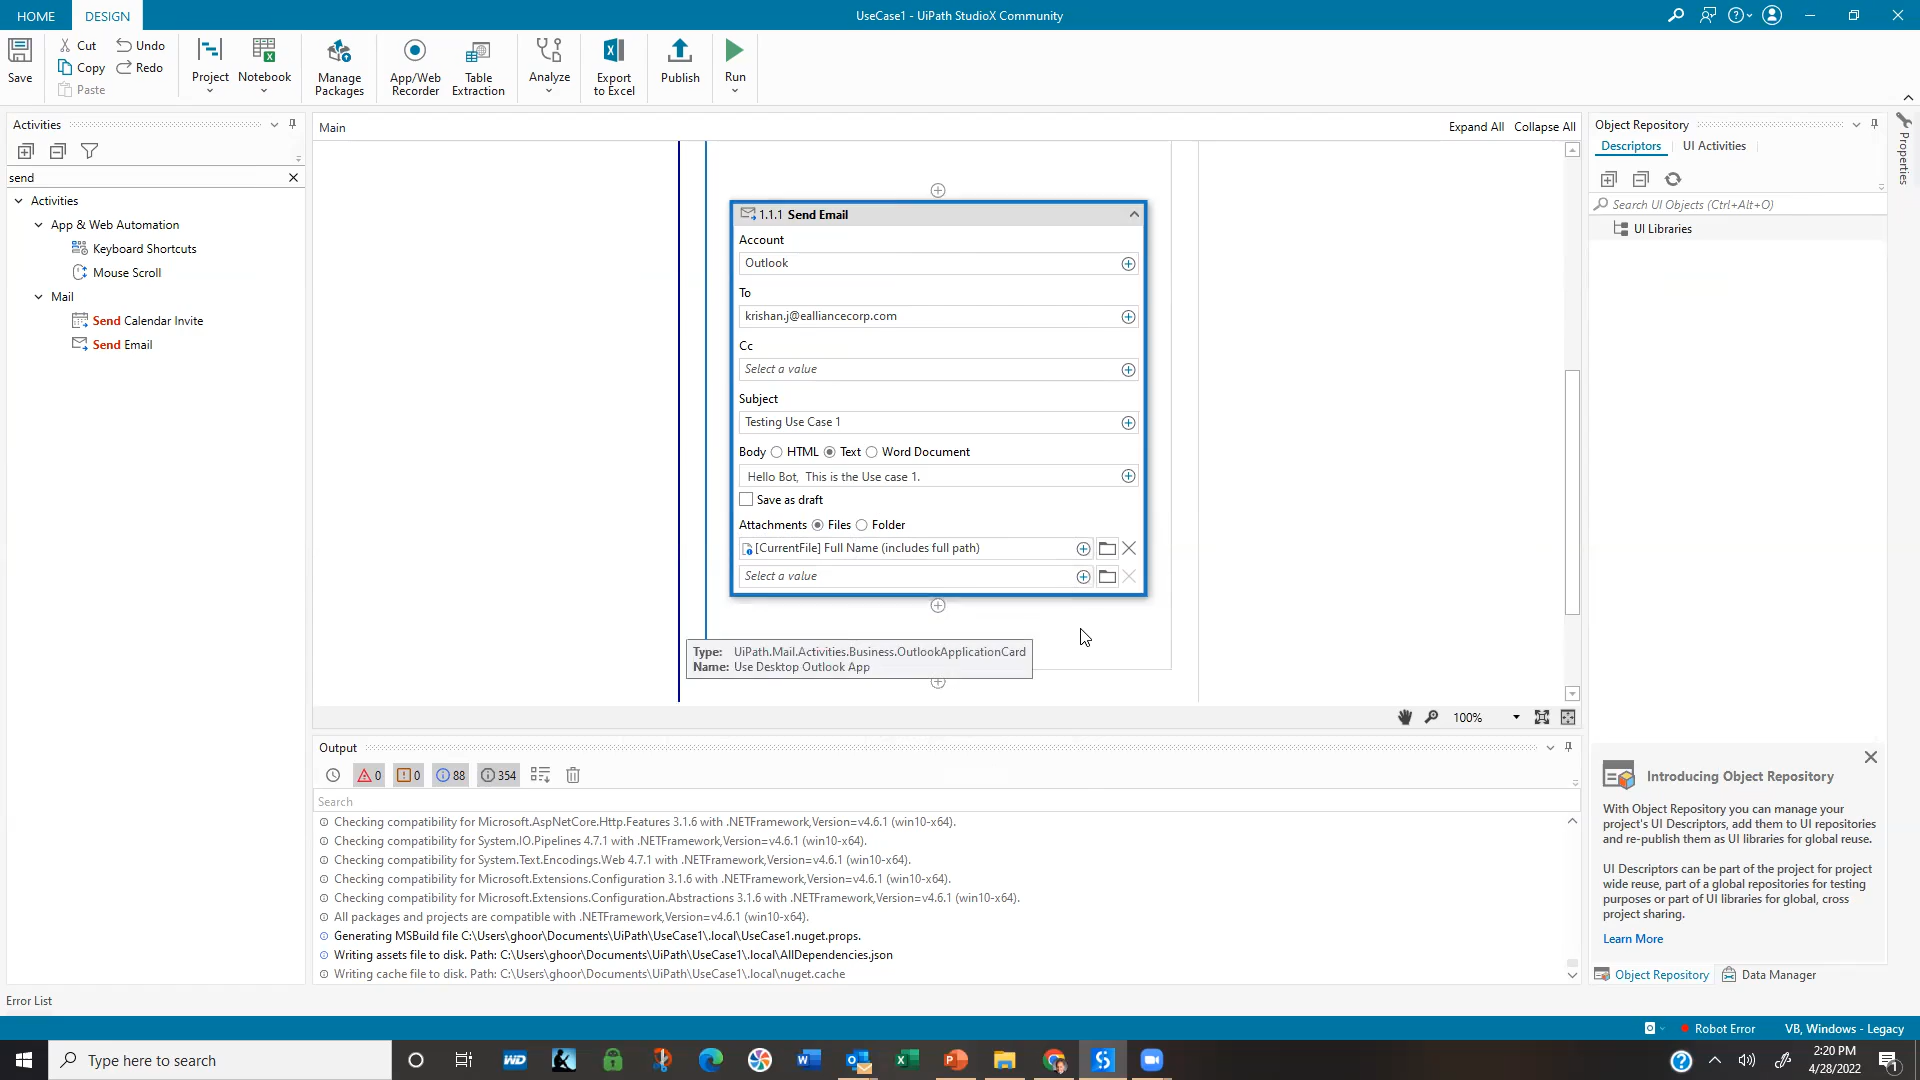 HOME
DESIGN
UseCase1 - UiPath StudioX Community
Save
Cut
Copy
Paste
Undo
Redo
Project
Notebook
Manage Packages
App/Web Recorder
Table Extraction
Analyze
Export to Excel
Publish
Run
Activities
send
Activities
App & Web Automation
Keyboard Shortcuts
Mouse Scroll
Mail
Send Calendar Invite
Send Email
Main
Expand All Collapse All
1.1.1 Send Email
Account
Outlook
To
krishan.j@ealliancecorp.com
Cc
Select a value
Subject
Testing Use Case 1
Body HTML Text Word Document
Hello Bot, This is the Use case 1.
Save as draft
Attachments Files Folder
[CurrentFile] Full Name (includes full path)
Select a value
Type: UiPath.Mail.Activities.Business.OutlookApplicationCard
Name: Use Desktop Outlook App
100%
Output
0 0 88 354
Search
Checking compatibility for Microsoft.AspNetCore.Http.Features 3.1.6 with .NETFramework,Version=v4.6.1 (win10-x64).
Checking compatibility for System.IO.Pipelines 4.7.1 with .NETFramework,Version=v4.6.1 (win10-x64).
Checking compatibility for System.Text.Encodings.Web 4.7.1 with .NETFramework,Version=v4.6.1 (win10-x64).
Checking compatibility for Microsoft.Extensions.Configuration 3.1.6 with .NETFramework,Version=v4.6.1 (win10-x64).
Checking compatibility for Microsoft.Extensions.Configuration.Abstractions 3.1.6 with .NETFramework,Version=v4.6.1 (win10-x64).
All packages and projects are compatible with .NETFramework,Version=v4.6.1 (win10-x64).
Generating MSBuild file C:\Users\ghoor\Documents\UiPath\UseCase1\.local\UseCase1.nuget.props.
Writing assets file to disk. Path: C:\Users\ghoor\Documents\UiPath\UseCase1\.local\AllDependencies.json
Writing cache file to disk. Path: C:\Users\ghoor\Documents\UiPath\UseCase1\.local\nuget.cache
Object Repository
Descriptors UI Activities
Search UI Objects (Ctrl+Alt+O)
UI Libraries
Properties
Introducing Object Repository
With Object Repository you can manage your
project's UI Descriptors, add them to UI repositories
and re-publish them as UI libraries for global reuse.
UI Descriptors can be part of the project for project
wide reuse, part of a global repositories for testing
purposes or part of UI libraries for global, cross
project sharing.
Learn More
Object Repository Data Manager
Error List
Robot Error VB, Windows - Legacy
Type here to search
WD
2:20 PM
4/28/2022
1